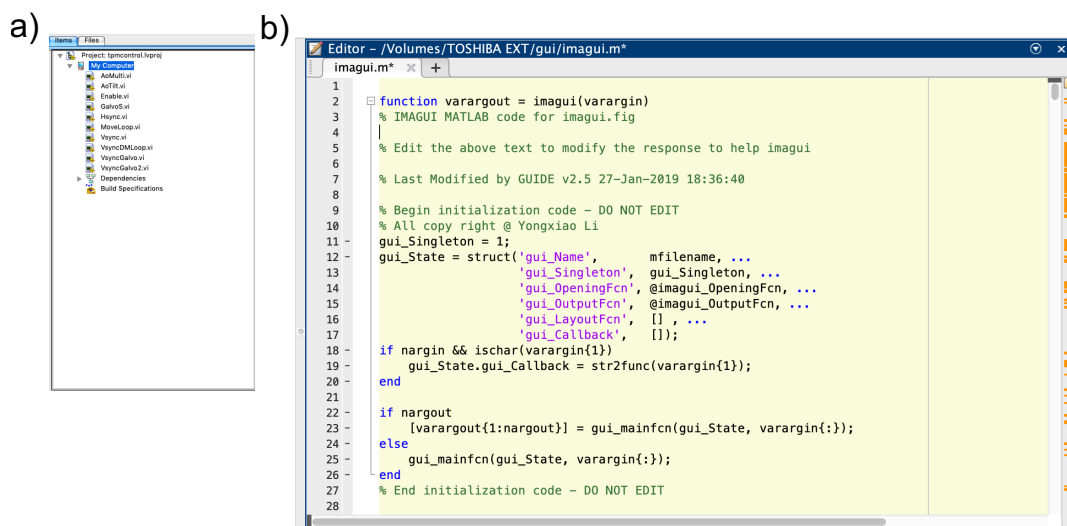 a)
Items Files
Project: tpmcontrol.lvproj
My Computer
AoMulti.vi
AoTilt.vi
Enable.vi
GalvoS.vi
Hsync.vi
MoveLoop.vi
Vsync.vi
VsyncDMLoop.vi
VsyncGalvo.vi
VsyncGalvo2.vi
Dependencies
Build Specifications
b)
Editor - /Volumes/TOSHIBA EXT/gui/imagui.m*
imagui.m* × +
1
2 function varargout = imagui(varargin)
3 % IMAGUI MATLAB code for imagui.fig
4
5 % Edit the above text to modify the response to help imagui
6
7 % Last Modified by GUIDE v2.5 27-Jan-2019 18:36:40
8
9 % Begin initialization code - DO NOT EDIT
10 % All copy right @ Yongxiao Li
11 - gui_Singleton = 1;
12 - gui_State = struct('gui_Name', mfilename, ...
13 'gui_Singleton', gui_Singleton, ...
14 'gui_OpeningFcn', @imagui_OpeningFcn, ...
15 'gui_OutputFcn', @imagui_OutputFcn, ...
16 'gui_LayoutFcn', [] , ...
17 'gui_Callback', []);
18 - if nargin && ischar(varargin{1})
19 - gui_State.gui_Callback = str2func(varargin{1});
20 - end
21
22 - if nargout
23 - [varargout{1:nargout}] = gui_mainfcn(gui_State, varargin{:});
24 - else
25 - gui_mainfcn(gui_State, varargin{:});
26 - end
27 % End initialization code - DO NOT EDIT
28